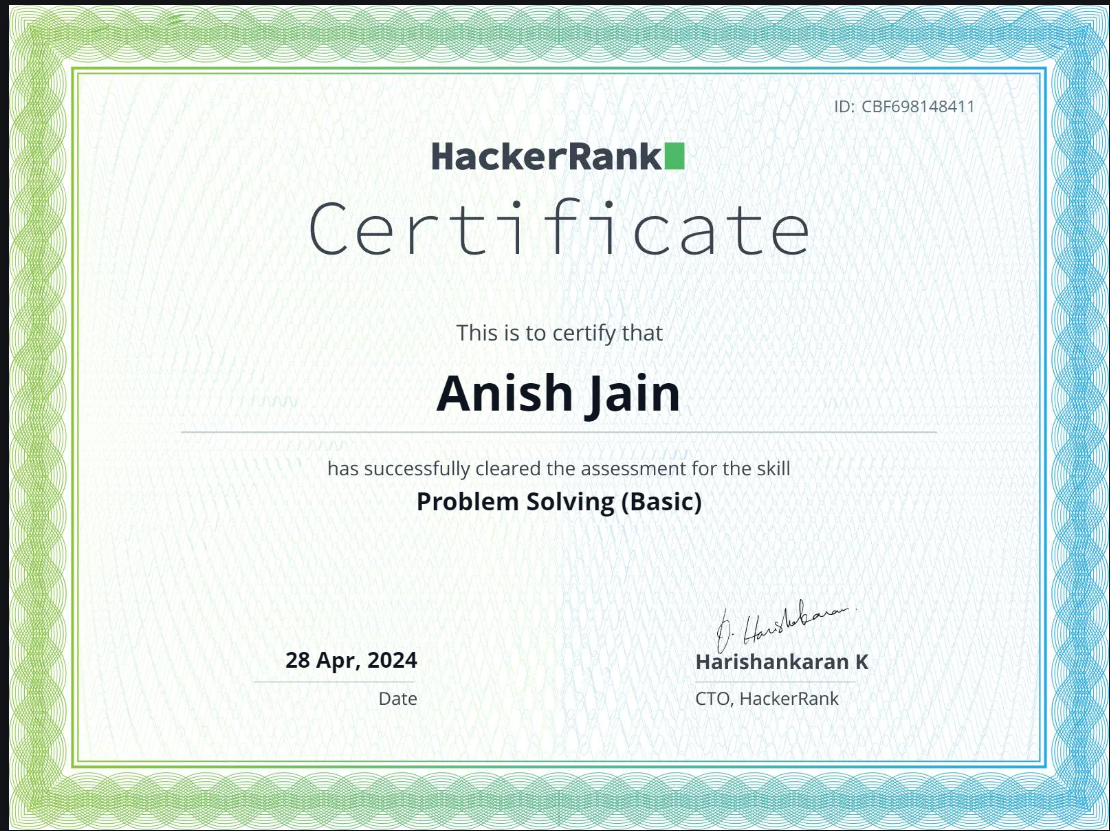 ID: CBF698148411
HackerRank
Certificate
This is to certify that
Anish Jain
has successfully cleared the assessment for the skill
Problem Solving (Basic)
28 Apr, 2024
Date
Harishankaran K
CTO, HackerRank